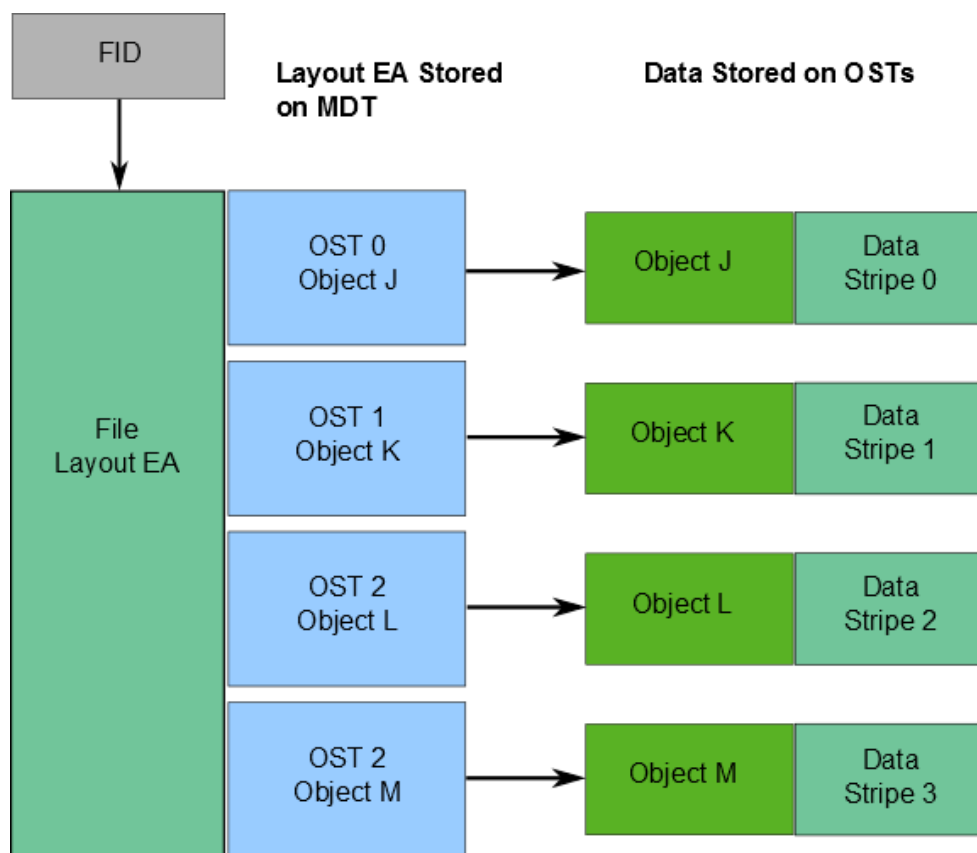 FID
Layout EA Stored
on MDT
Data Stored on OSTs
File
Layout EA
OST 0
Object J
Object J
Data
Stripe 0
OST 1
Object K
Object K
Data
Stripe 1
OST 2
Object L
Object L
Data
Stripe 2
OST 2
Object M
Object M
Data
Stripe 3